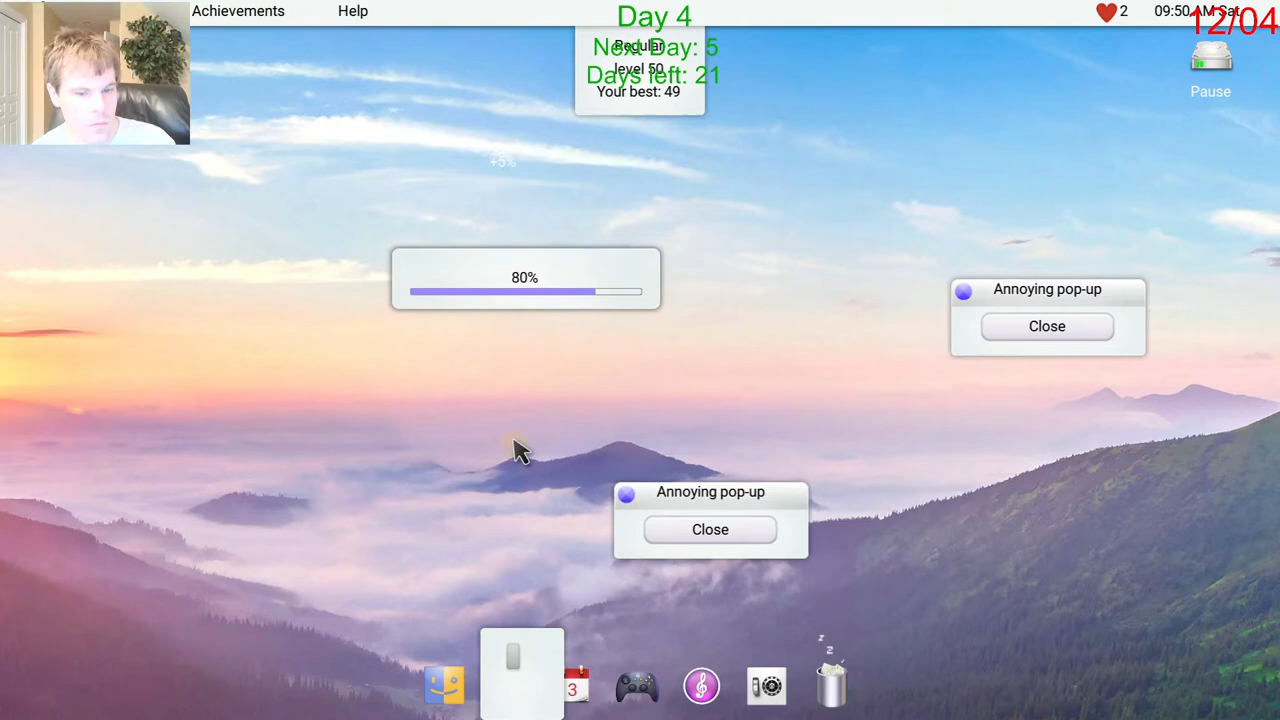 Achievements
Help
2
09:50 AM Sat
12/04
Day 4
Next Day: 5
Days left: 21
Regular
level 50
Your best: 49
Pause
+5%
80%
Annoying pop-up
Close
Annoying pop-up
Close
z
z
3